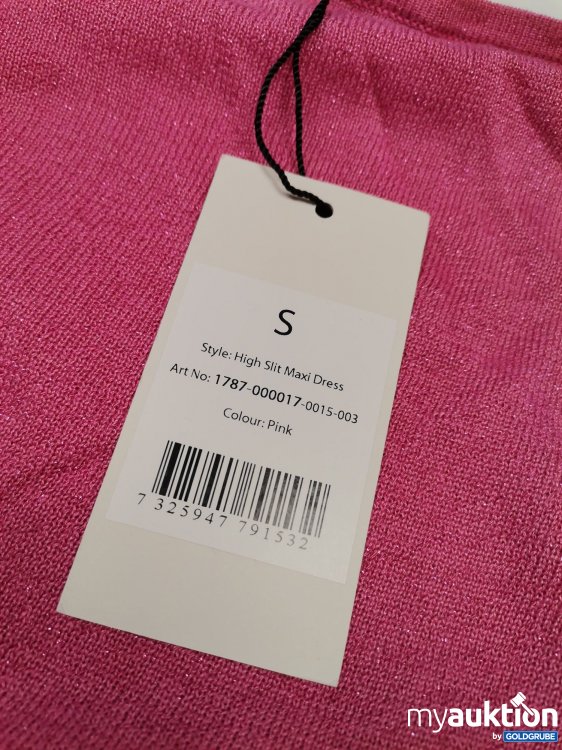 S
Style: High Slit Maxi Dress
Art No: 1787-000017-0015-003
Colour: Pink
7 325947 791532
myauktion
by GOLDGRUBE